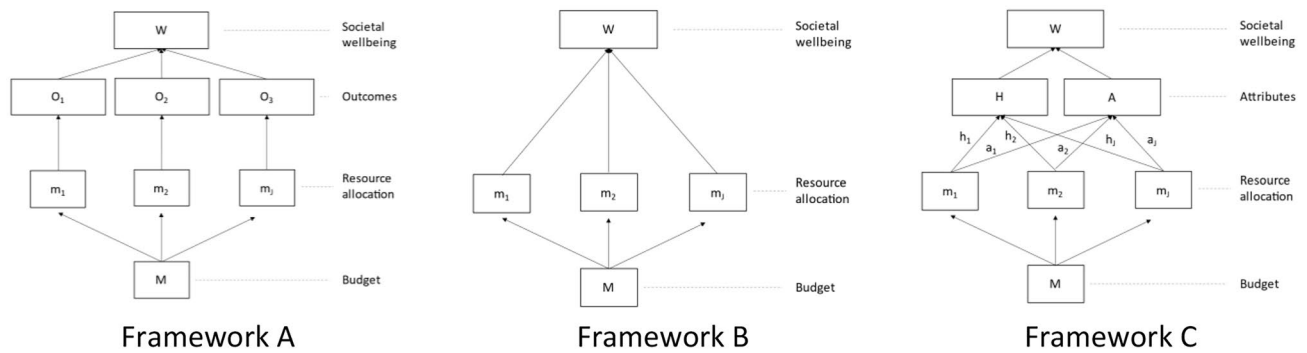 W
Societal
wellbeing
O1
O2
O3
Outcomes
m1
m2
mJ
Resource
allocation
M
Budget
Framework A
W
Societal
wellbeing
m1
m2
mJ
Resource
allocation
M
Budget
Framework B
W
Societal
wellbeing
H
A
Attributes
h1
a1
h2
a2
hJ
aJ
m1
m2
mJ
Resource
allocation
M
Budget
Framework C